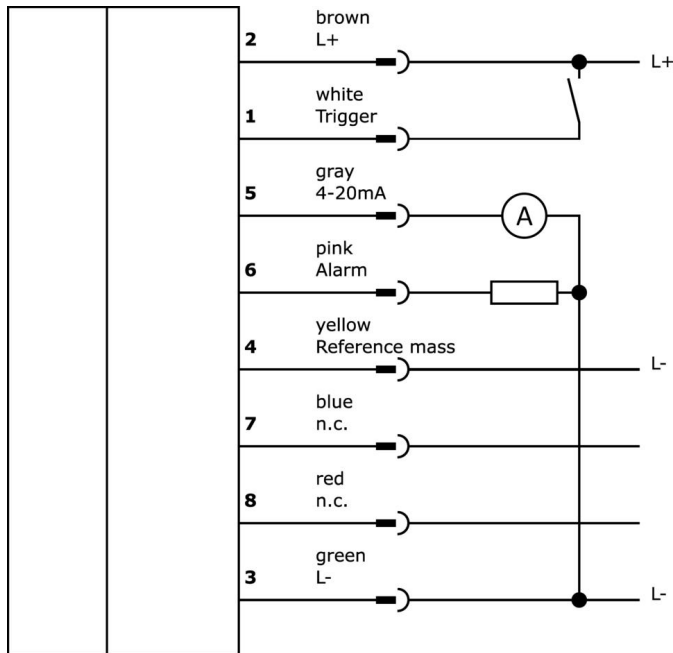 brown
2 L+ L+
white
1 Trigger
gray
5 4-20mA
A
pink
6 Alarm
yellow
4 Reference mass
L-
blue
7 n.c.
red
8 n.c.
green
3 L-
L-